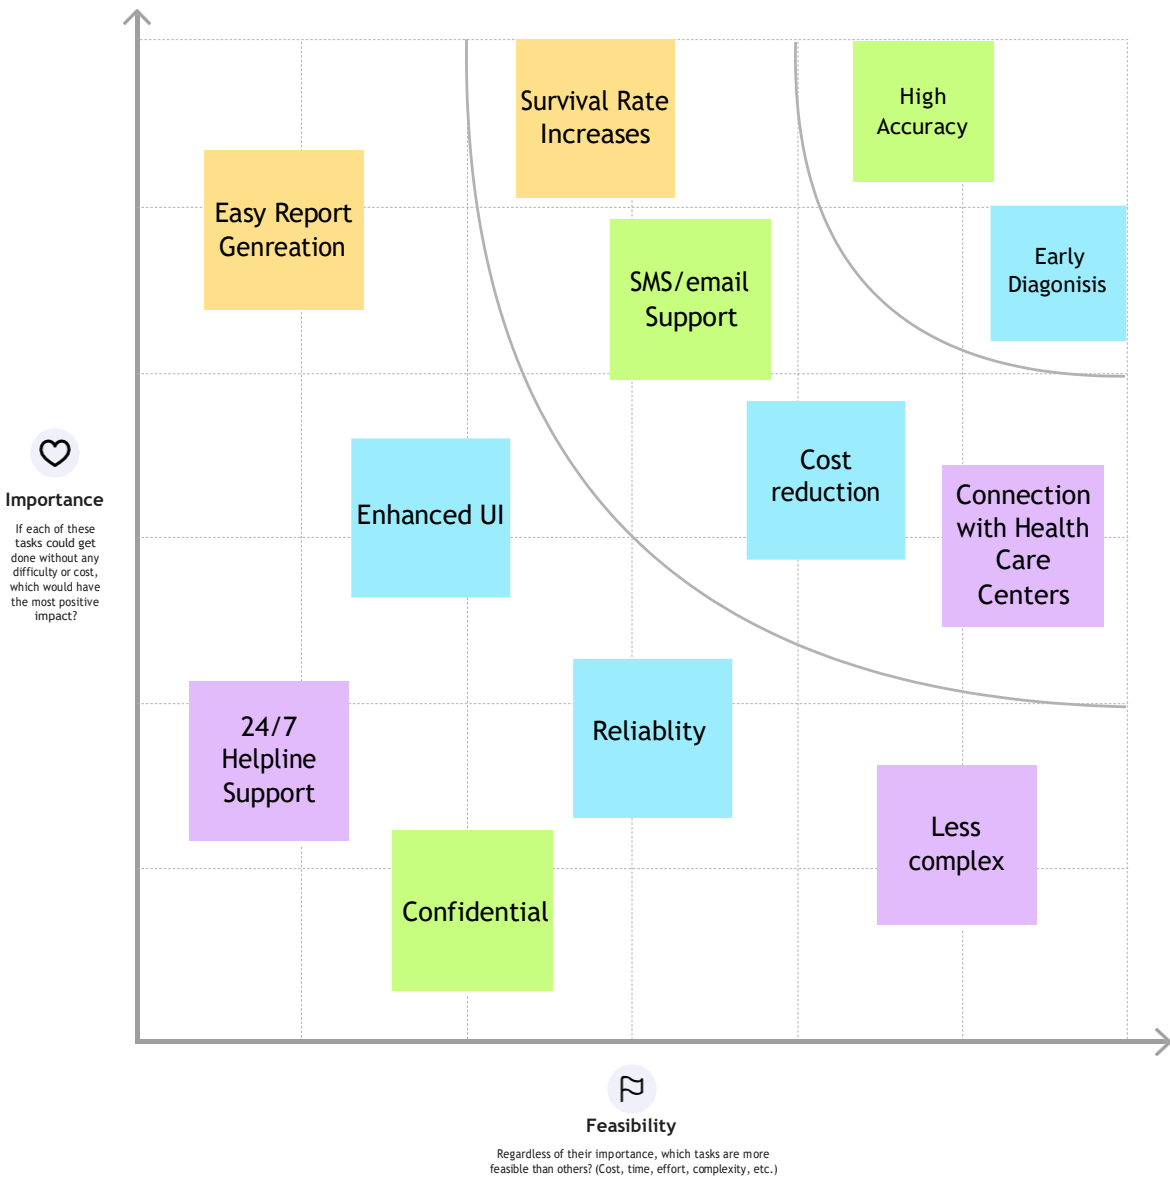 Survival Rate
Increases
High
Accuracy
Easy Report
Genreation
SMS/email
Support
Early
Diagonisis
Importance
If each of these
tasks could get
done without any
difficulty or cost,
which would have
the most positive
impact?
Enhanced UI
Cost
reduction
Connection
with Health
Care
Centers
24/7
Helpline
Support
Reliablity
Less
complex
Confidential
Feasibility
Regardless of their importance, which tasks are more
feasible than others? (Cost, time, effort, complexity, etc.)